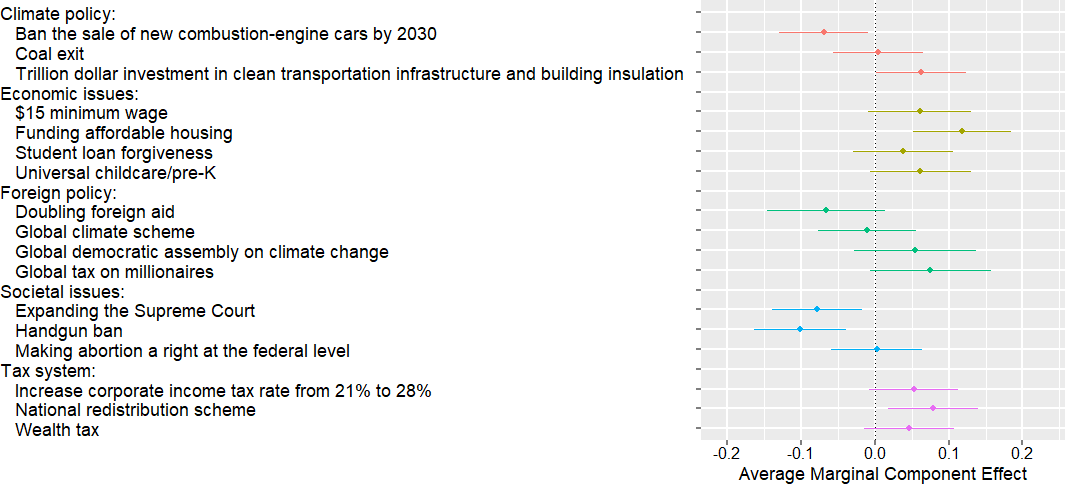 Climate policy:
Ban the sale of new combustion-engine cars by 2030
Coal exit
Trillion dollar investment in clean transportation infrastructure and building insulation
Economic issues:
$15 minimum wage
Funding affordable housing
Student loan forgiveness
Universal childcare/pre-K
Foreign policy:
Doubling foreign aid
Global climate scheme
Global democratic assembly on climate change
Global tax on millionaires
Societal issues:
Expanding the Supreme Court
Handgun ban
Making abortion a right at the federal level
Tax system:
Increase corporate income tax rate from 21% to 28%
National redistribution scheme
Wealth tax
-0.2 -0.1 0.0 0.1 0.2
Average Marginal Component Effect